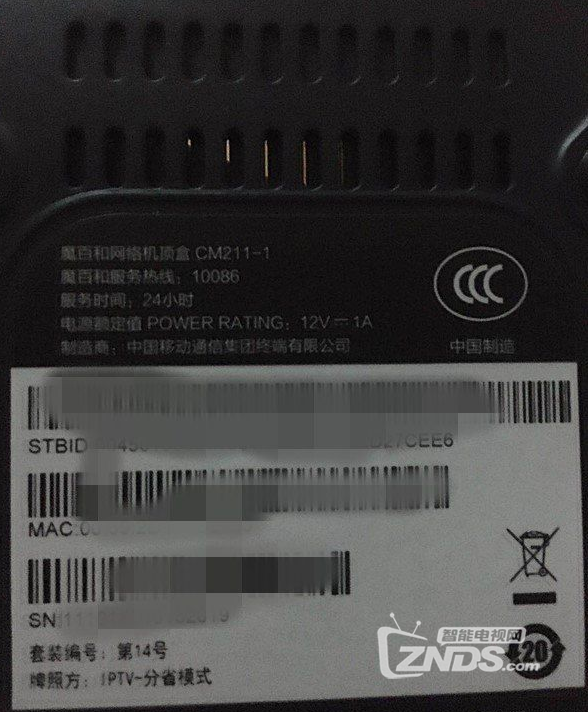 魔百和网络机顶盒 CM211-1
魔百和服务热线：10086
服务时间：24小时
电源额定值 POWER RATING：12V⎓1A
制造商：中国移动通信集团终端有限公司
中国制造
STBID
MAC:
SN:
套装编号：第14号
牌照方：IPTV-分省模式
20
智能电视网
ZNDS.com